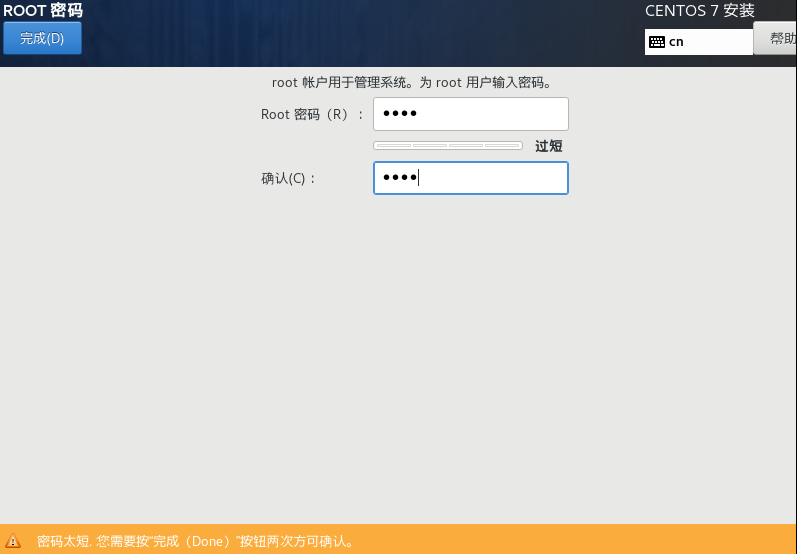 ROOT 密码
CENTOS 7 安装
完成(D)
cn
帮助
root 帐户用于管理系统。为 root 用户输入密码。
Root 密码（R）：
●●●●
过短
确认(C)：
●●●●
密码太短. 您需要按“完成（Done）”按钮两次方可确认。